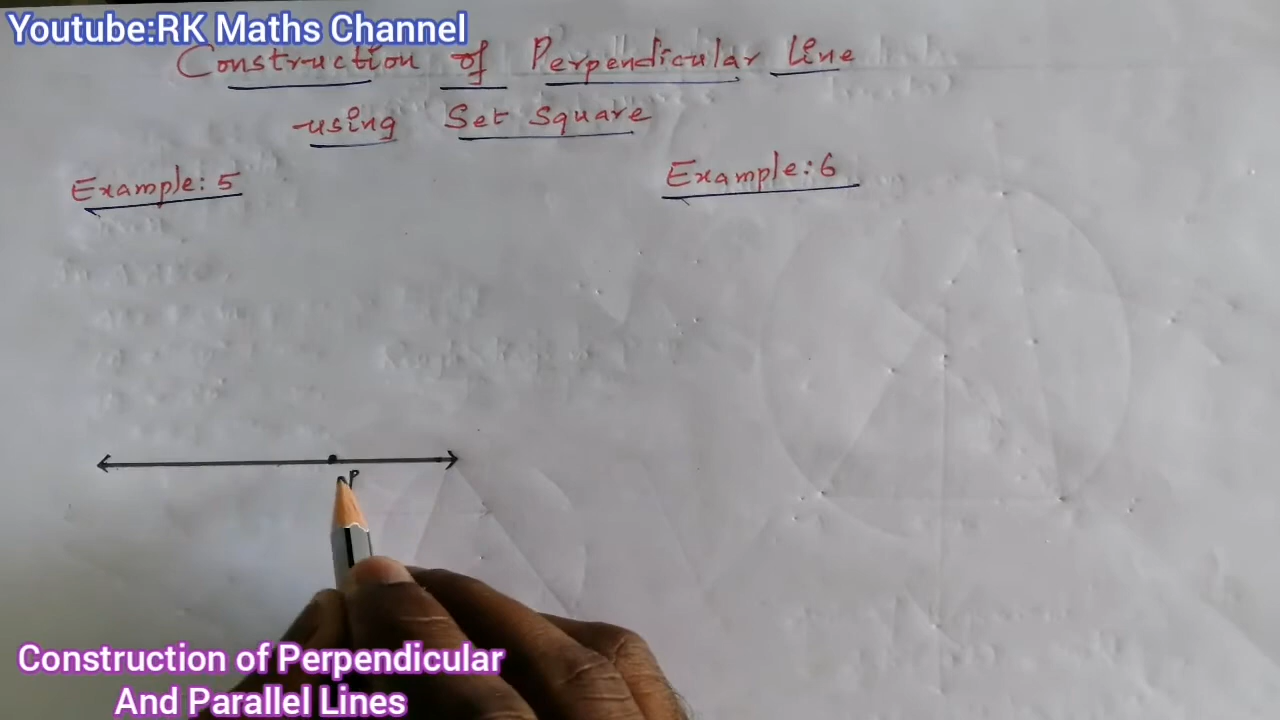 Youtube:RK Maths Channel
Construction of Perpendicular Line
using Set Square
Example: 5
Example: 6
P
Construction of Perpendicular
And Parallel Lines